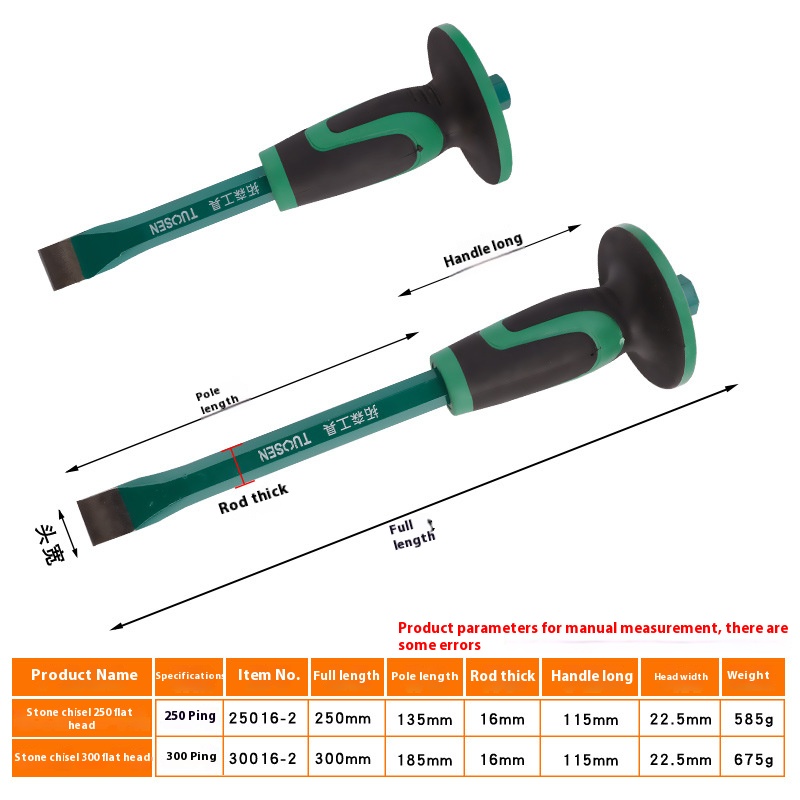 拓森工具
TUOSEN
Handle long
Pole
length
拓森工具
TUOSEN
Rod thick
头宽
Full
length
Product parameters for manual measurement, there are
some errors
Product Name Specifications Item No. Full length Pole length Rod thick Handle long Head width Weight
Stone chisel 250 flat
head
250 Ping 25016-2 250mm 135mm 16mm 115mm 22.5mm 585g
Stone chisel 300 flat head 300 Ping 30016-2 300mm 185mm 16mm 115mm 22.5mm 675g